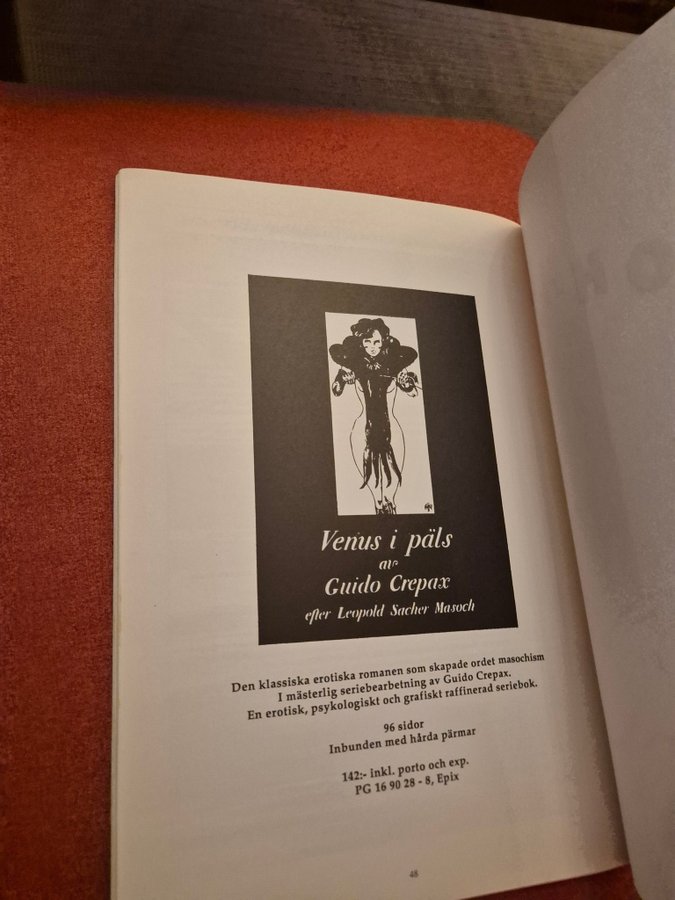 Venus i päls
av
Guido Crepax
efter Leopold Sacher Masoch
Den klassiska erotiska romanen som skapade ordet masochism
I mästerlig seriebearbetning av Guido Crepax.
En erotisk, psykologiskt och grafiskt raffinerad seriebok.
96 sidor
Inbunden med hårda pärmar
142:- inkl. porto och exp.
PG 16 90 28 - 8, Epix
48